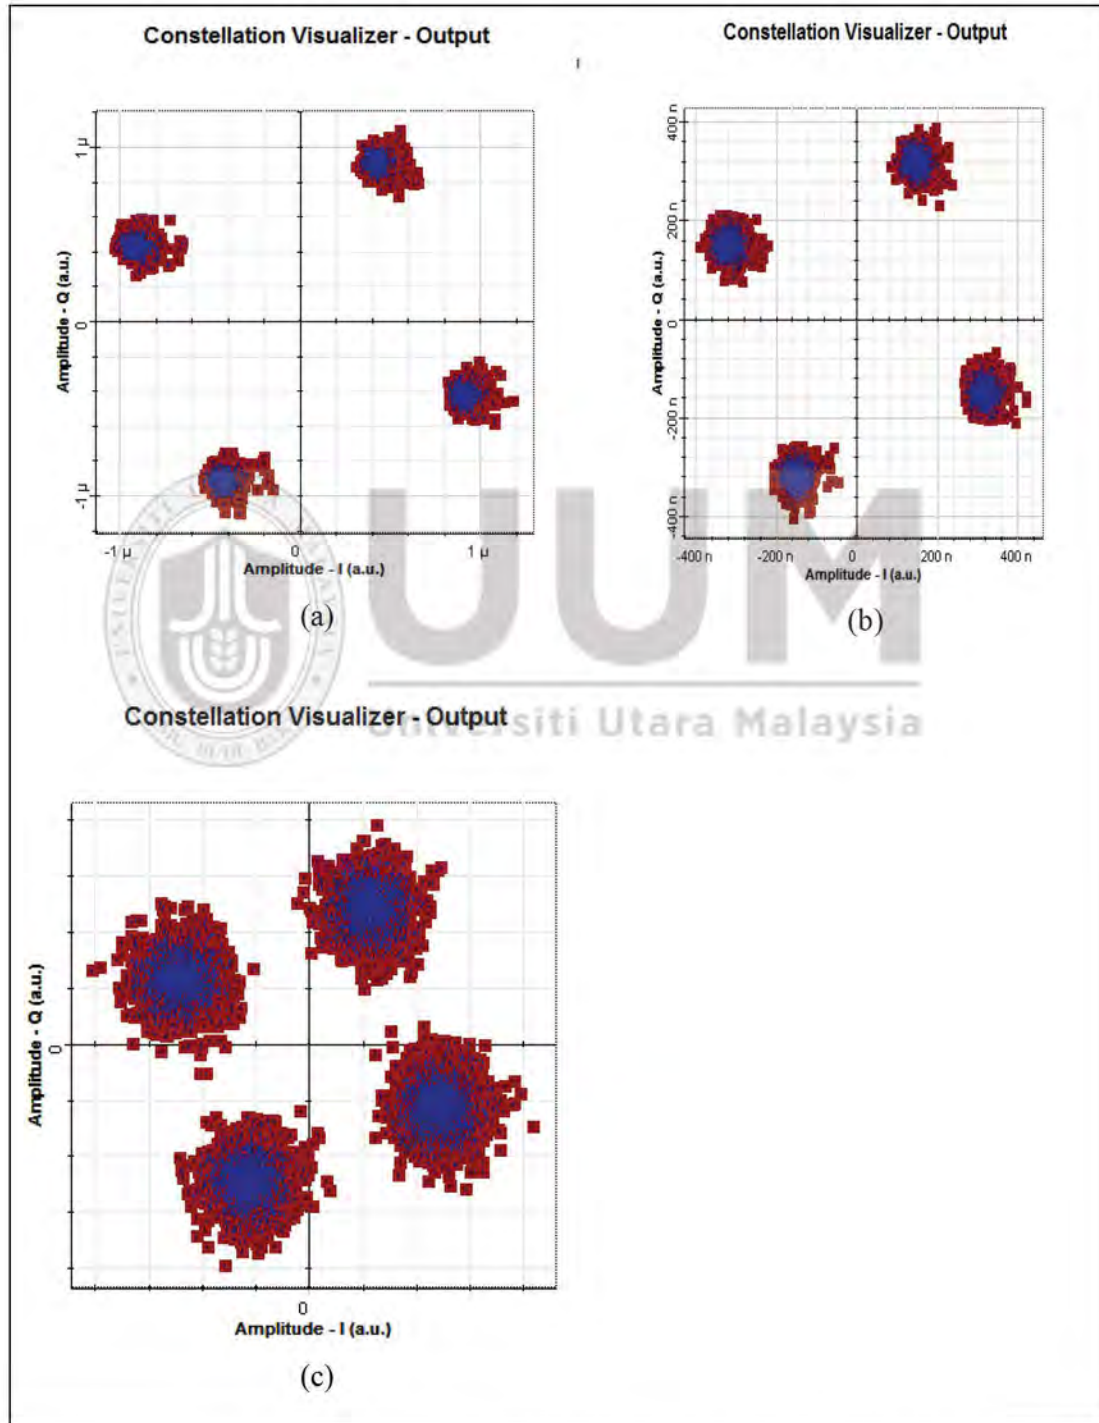 Constellation Visualizer - Output
Amplitude - Q (a.u.)
1 µ
0
-1 µ
-1 µ
0
1 µ
Amplitude - I (a.u.)
(a)
Constellation Visualizer - Output
Amplitude - Q (a.u.)
400 n
200 n
0
-200 n
-400 n
-400 n
-200 n
0
200 n
400 n
Amplitude - I (a.u.)
(b)
UUM
Universiti Utara Malaysia
Constellation Visualizer - Output
Amplitude - Q (a.u.)
0
0
Amplitude - I (a.u.)
(c)